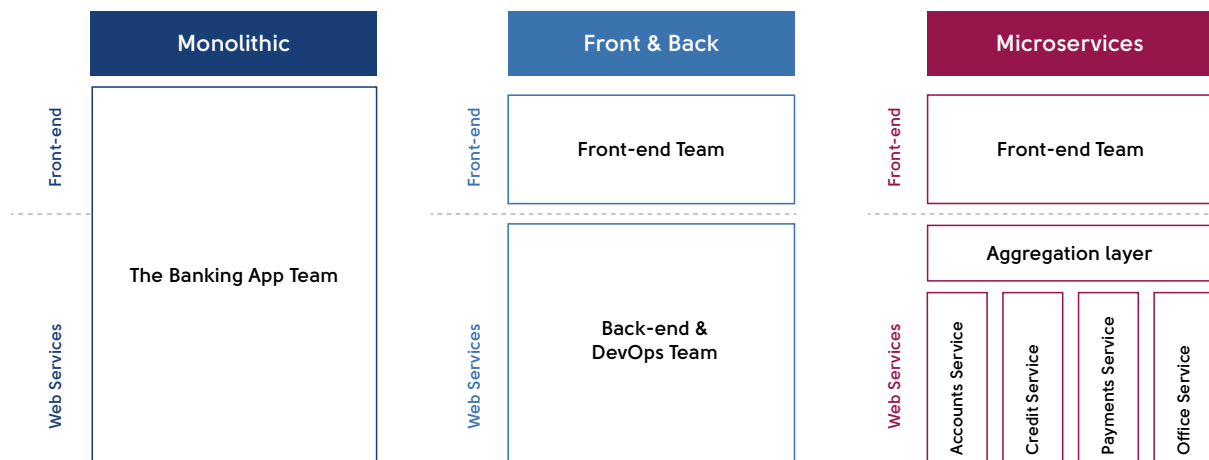 Monolithic
Front-end
Web Services
The Banking App Team
Front & Back
Front-end
Web Services
Front-end Team
Back-end &
DevOps Team
Microservices
Front-end
Web Services
Front-end Team
Aggregation layer
Accounts Service
Credit Service
Payments Service
Office Service